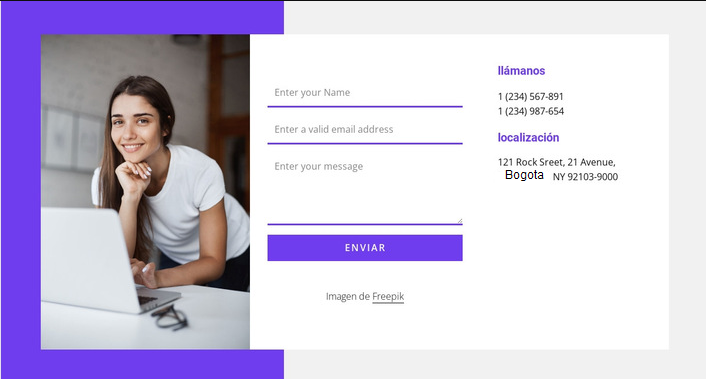 Enter your Name
Enter a valid email address
Enter your message
ENVIAR
Imagen de Freepik
llámanos
1 (234) 567-891
1 (234) 987-654
localización
121 Rock Sreet, 21 Avenue,
Bogota NY 92103-9000